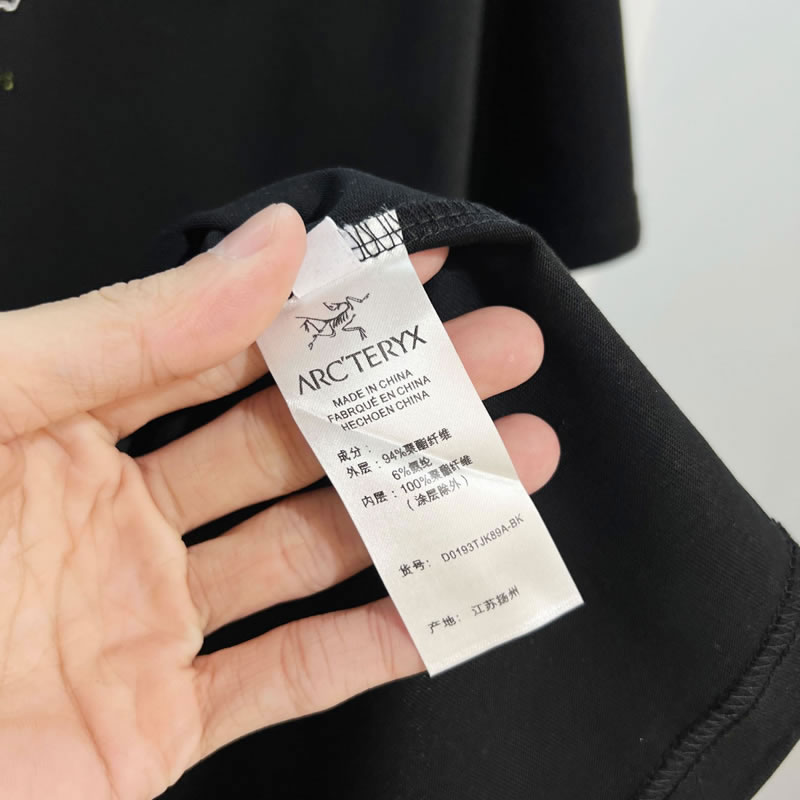 ARC'TERYX
MADE IN CHINA
FABRQUÉ EN CHINA
HECHOEN CHINA
成分：
外层：94%聚酯纤维
6%氨纶
内层：100%聚酯纤维
（涂层除外）
货号：D0193TJK89A-BK
产地：江苏扬州